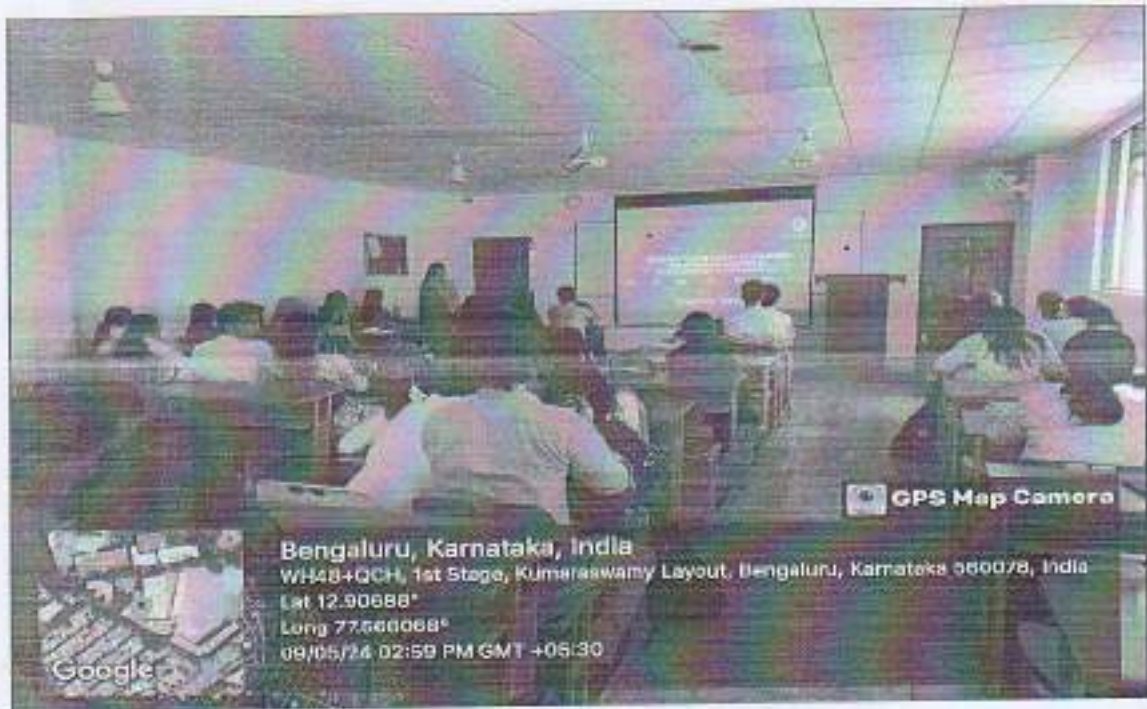 GPS Map Camera
Bengaluru, Karnataka, India
WH48+QCH, 1st Stage, Kumaraswamy Layout, Bengaluru, Karnataka 560078, India
Lat 12.90688°
Long 77.566068°
09/05/24 02:59 PM GMT +05:30
Google